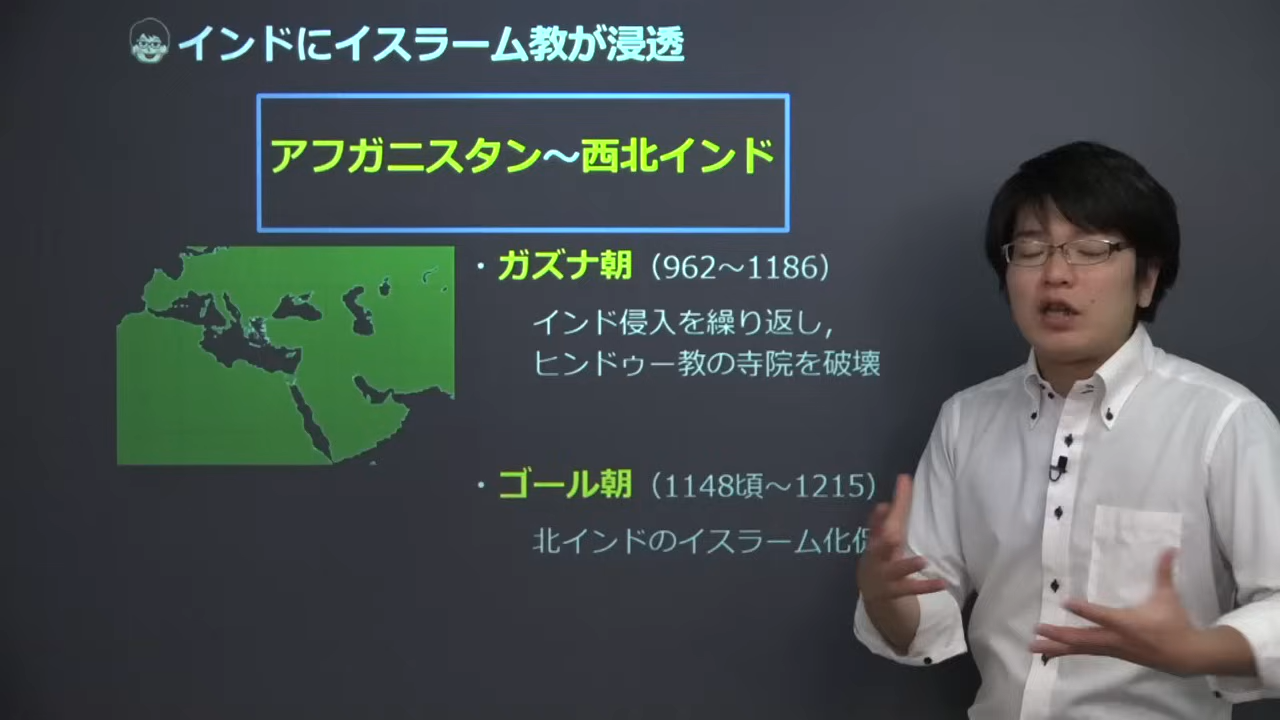 インドにイスラーム教が浸透
アフガニスタン～西北インド
・ガズナ朝（962～1186）
インド侵入を繰り返し，
ヒンドゥー教の寺院を破壊
・ゴール朝（1148頃～1215）
北インドのイスラーム化